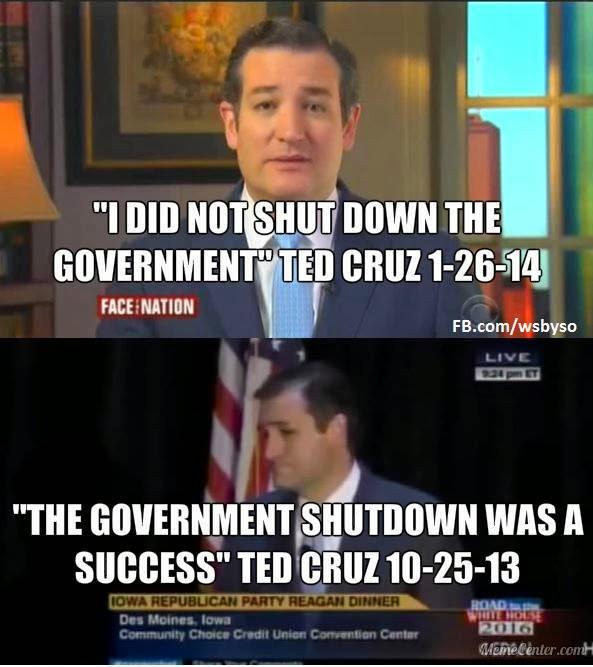 "I DID NOT SHUT DOWN THE
GOVERNMENT" TED CRUZ 1-26-14
FACE THE NATION
FB.com/wsbyso
LIVE
9:24 pm ET
"THE GOVERNMENT SHUTDOWN WAS A
SUCCESS" TED CRUZ 10-25-13
IOWA REPUBLICAN PARTY REAGAN DINNER
Des Moines, Iowa
Community Choice Credit Union Convention Center
ROAD to the
WHITE HOUSE
2016
MemeCenter.com